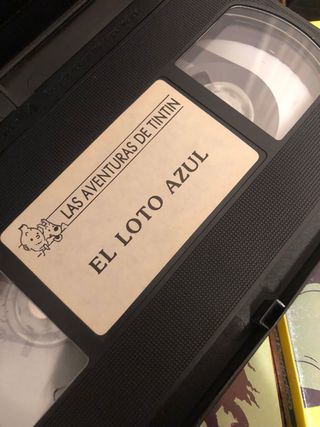 LAS AVENTURAS DE TINTIN
EL LOTO AZUL